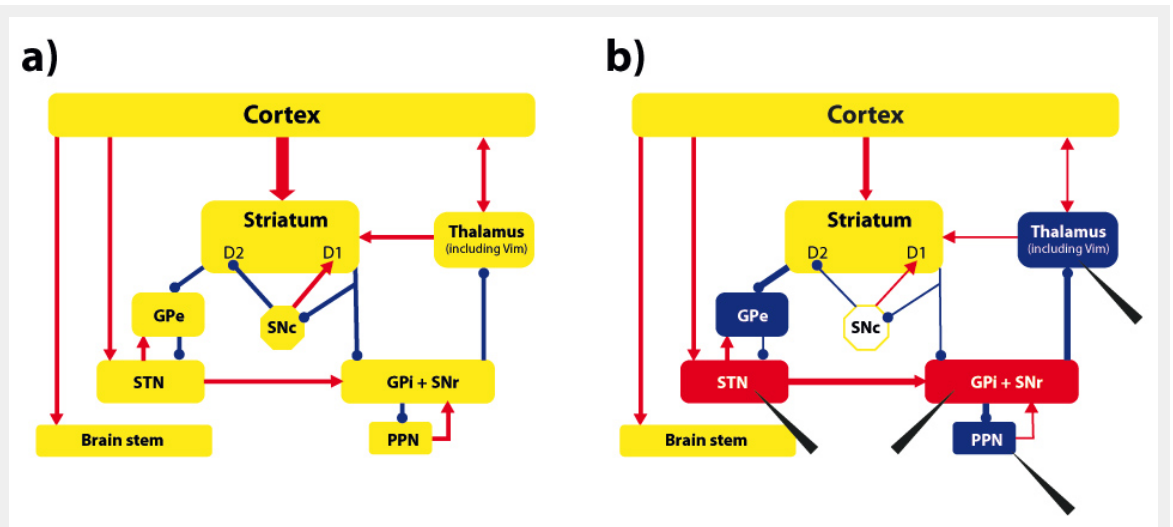 a)
Cortex
Striatum
D2
D1
Thalamus
(including Vim)
GPe
SNc
STN
GPi + SNr
Brain stem
PPN
b)
Cortex
Striatum
D2
D1
Thalamus
(including Vim)
GPe
SNc
STN
GPi + SNr
Brain stem
PPN